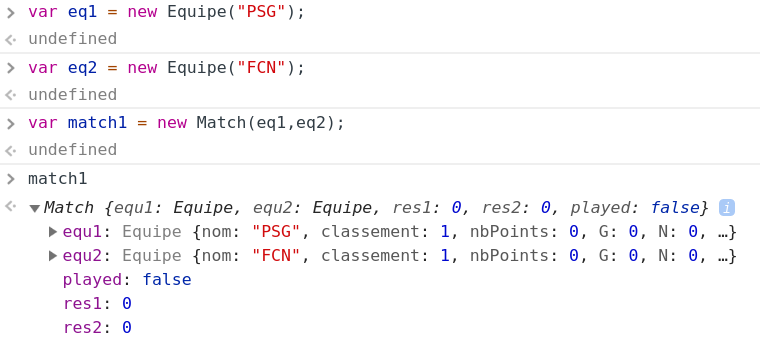 var eq1 = new Equipe("PSG");
undefined
var eq2 = new Equipe("FCN");
undefined
var match1 = new Match(eq1,eq2);
undefined
match1
Match {equ1: Equipe, equ2: Equipe, res1: 0, res2: 0, played: false} i
equ1: Equipe {nom: "PSG", classement: 1, nbPoints: 0, G: 0, N: 0, …}
equ2: Equipe {nom: "FCN", classement: 1, nbPoints: 0, G: 0, N: 0, …}
played: false
res1: 0
res2: 0